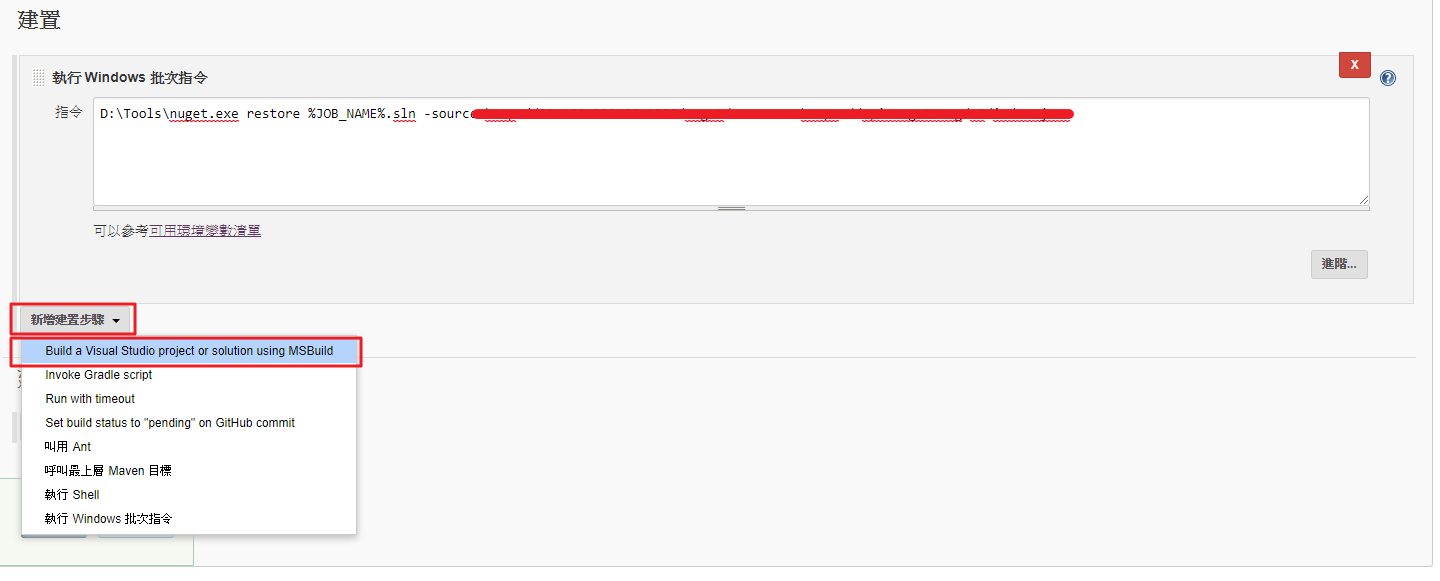 建置
執行 Windows 批次指令
X
指令
D:\Tools\nuget.exe restore %JOB_NAME%.sln -source
可以參考可用環境變數清單
進階...
新增建置步驟
Build a Visual Studio project or solution using MSBuild
Invoke Gradle script
Run with timeout
Set build status to "pending" on GitHub commit
叫用 Ant
呼叫最上層 Maven 目標
執行 Shell
執行 Windows 批次指令